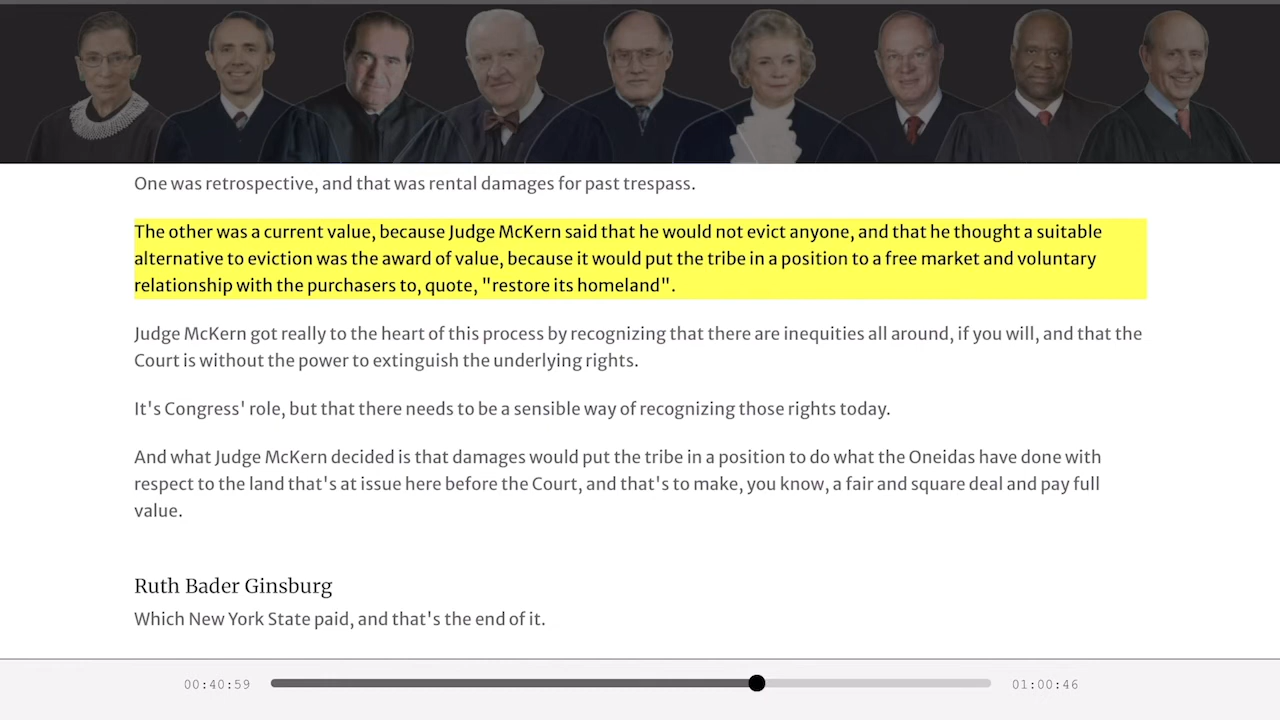 One was retrospective, and that was rental damages for past trespass.
The other was a current value, because Judge McKern said that he would not evict anyone, and that he thought a suitable
alternative to eviction was the award of value, because it would put the tribe in a position to a free market and voluntary
relationship with the purchasers to, quote, "restore its homeland".
Judge McKern got really to the heart of this process by recognizing that there are inequities all around, if you will, and that the
Court is without the power to extinguish the underlying rights.
It's Congress' role, but that there needs to be a sensible way of recognizing those rights today.
And what Judge McKern decided is that damages would put the tribe in a position to do what the Oneidas have done with
respect to the land that's at issue here before the Court, and that's to make, you know, a fair and square deal and pay full
value.
Ruth Bader Ginsburg
Which New York State paid, and that's the end of it.
00:40:59
01:00:46